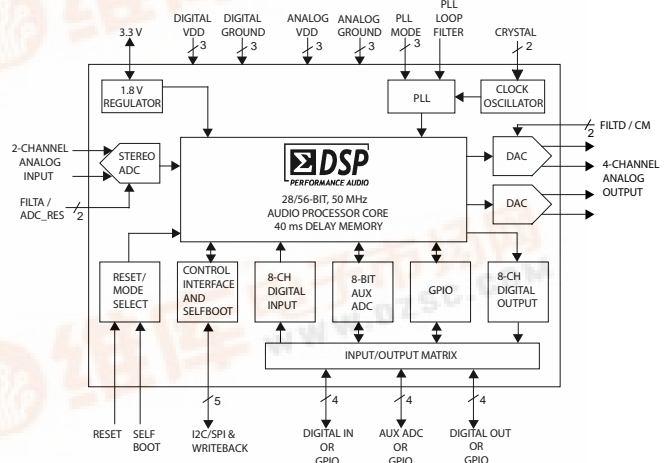 3.3 V
DIGITAL
VDD
3
DIGITAL
GROUND
3
ANALOG
VDD
3
ANALOG
GROUND
3
PLL
MODE
3
PLL
LOOP
FILTER
CRYSTAL
2
1.8 V
REGULATOR
PLL
CLOCK
OSCILLATOR
2-CHANNEL
ANALOG
INPUT
FILTA /
ADC_RES
2
STEREO
ADC
ΣDSP
PERFORMANCE AUDIO
28/56-BIT, 50 MHz
AUDIO PROCESSOR CORE
40 ms DELAY MEMORY
DAC
DAC
FILTD / CM
2
4-CHANNEL
ANALOG
OUTPUT
RESET/
MODE
SELECT
CONTROL
INTERFACE
AND
SELFBOOT
8-CH
DIGITAL
INPUT
8-BIT
AUX
ADC
GPIO
8-CH
DIGITAL
OUTPUT
INPUT/OUTPUT MATRIX
RESET
SELF
BOOT
5
I2C/SPI &
WRITEBACK
4
DIGITAL IN
OR
GPIO
4
AUX ADC
OR
GPIO
4
DIGITAL OUT
OR
GPIO
WWW.DZSC.COM